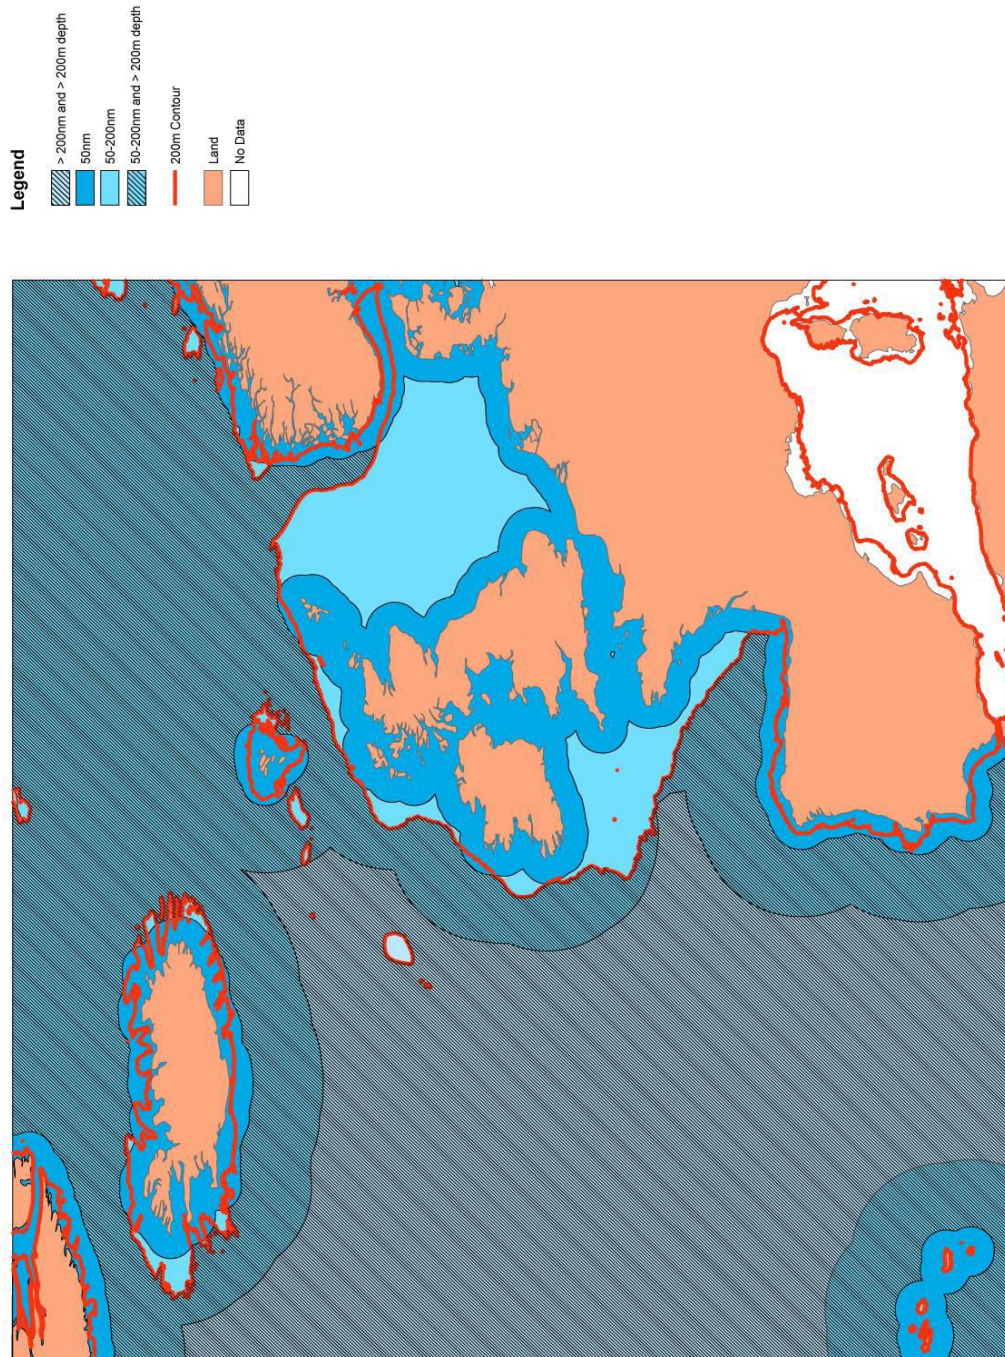 Legend
> 200nm and > 200m depth
50nm
50-200nm
50-200nm and > 200m depth
200m Contour
Land
No Data